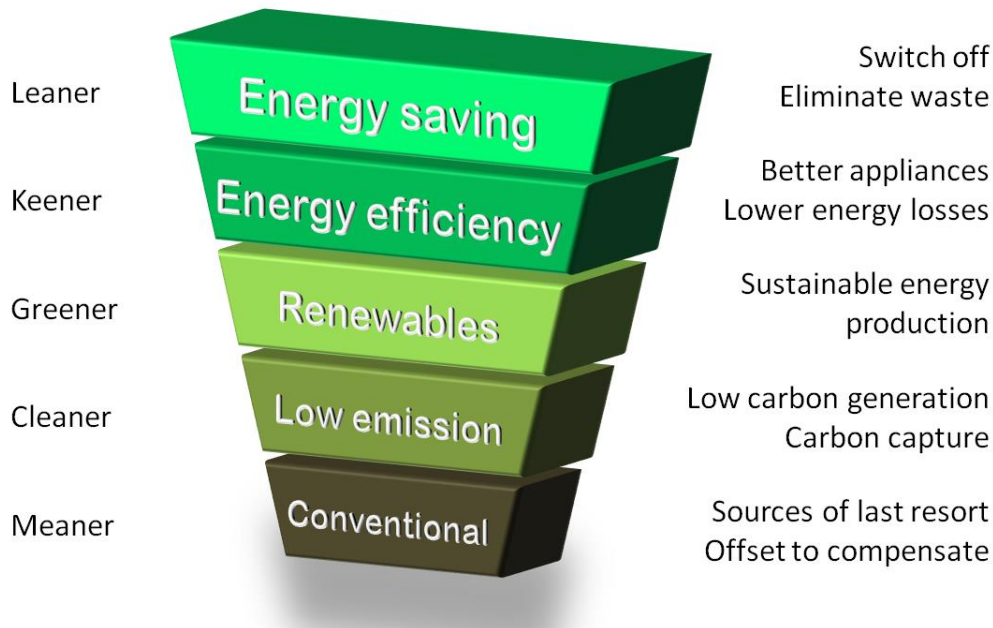 Leaner
Energy saving
Switch off
Eliminate waste
Keener
Energy efficiency
Better appliances
Lower energy losses
Greener
Renewables
Sustainable energy
production
Cleaner
Low emission
Low carbon generation
Carbon capture
Meaner
Conventional
Sources of last resort
Offset to compensate